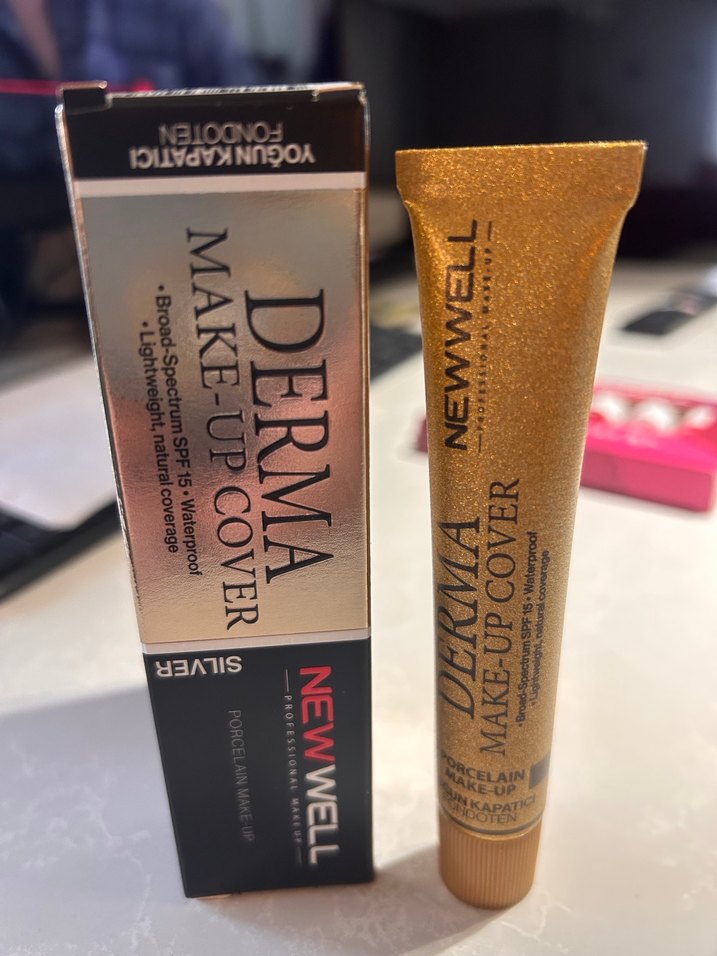 YOĞUN KAPATICI
FONDOTEN
DERMA
MAKE-UP COVER
•Broad-Spectrum SPF 15 • Waterproof
•Lightweight, natural coverage
SILVER
NEWWELL
PROFESSIONAL MAKEUP
PORCELAIN MAKE-UP
NEWWELL
PROFESSIONAL MAKE-UP
DERMA
MAKE-UP COVER
•Broad-Spectrum SPF 15 • Waterproof
•Lightweight, natural coverage
PORCELAIN
MAKE-UP
KAPATICI